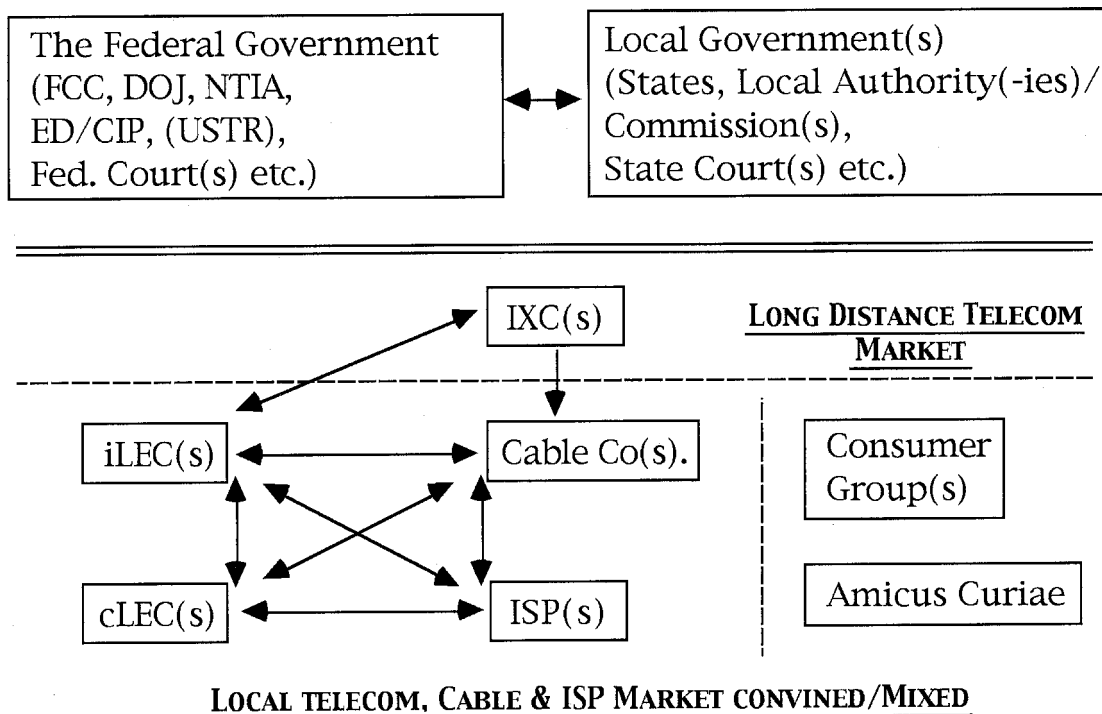 The Federal Government
(FCC, DOJ, NTIA,
ED/CIP, (USTR),
Fed. Court(s) etc.)
Local Government(s)
(States, Local Authority(-ies)/
Commission(s),
State Court(s) etc.)
IXC(s)
LONG DISTANCE TELECOM
MARKET
iLEC(s)
Cable Co(s).
Consumer
Group(s)
cLEC(s)
ISP(s)
Amicus Curiae
LOCAL TELECOM, CABLE & ISP MARKET CONVINED/MIXED